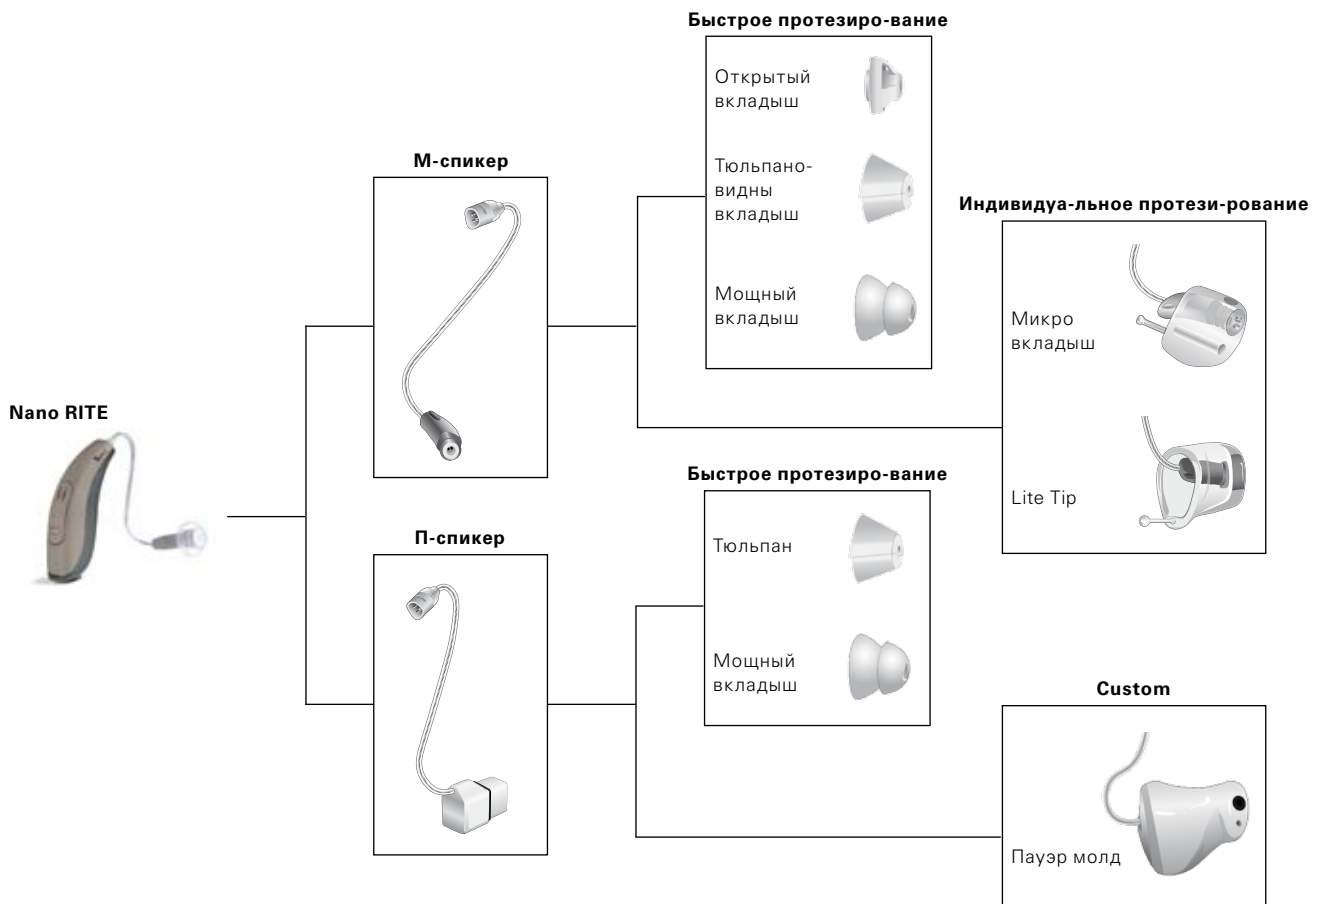 Быстрое протезиро-вание
Открытый
вкладыш
Тюльпано-
видны
вкладыш
Мощный
вкладыш
М-спикер
Индивидуа-льное протези-рование
Микро
вкладыш
Lite Tip
Nano RITE
П-спикер
Быстрое протезиро-вание
Тюльпан
Мощный
вкладыш
Custom
Пауэр молд